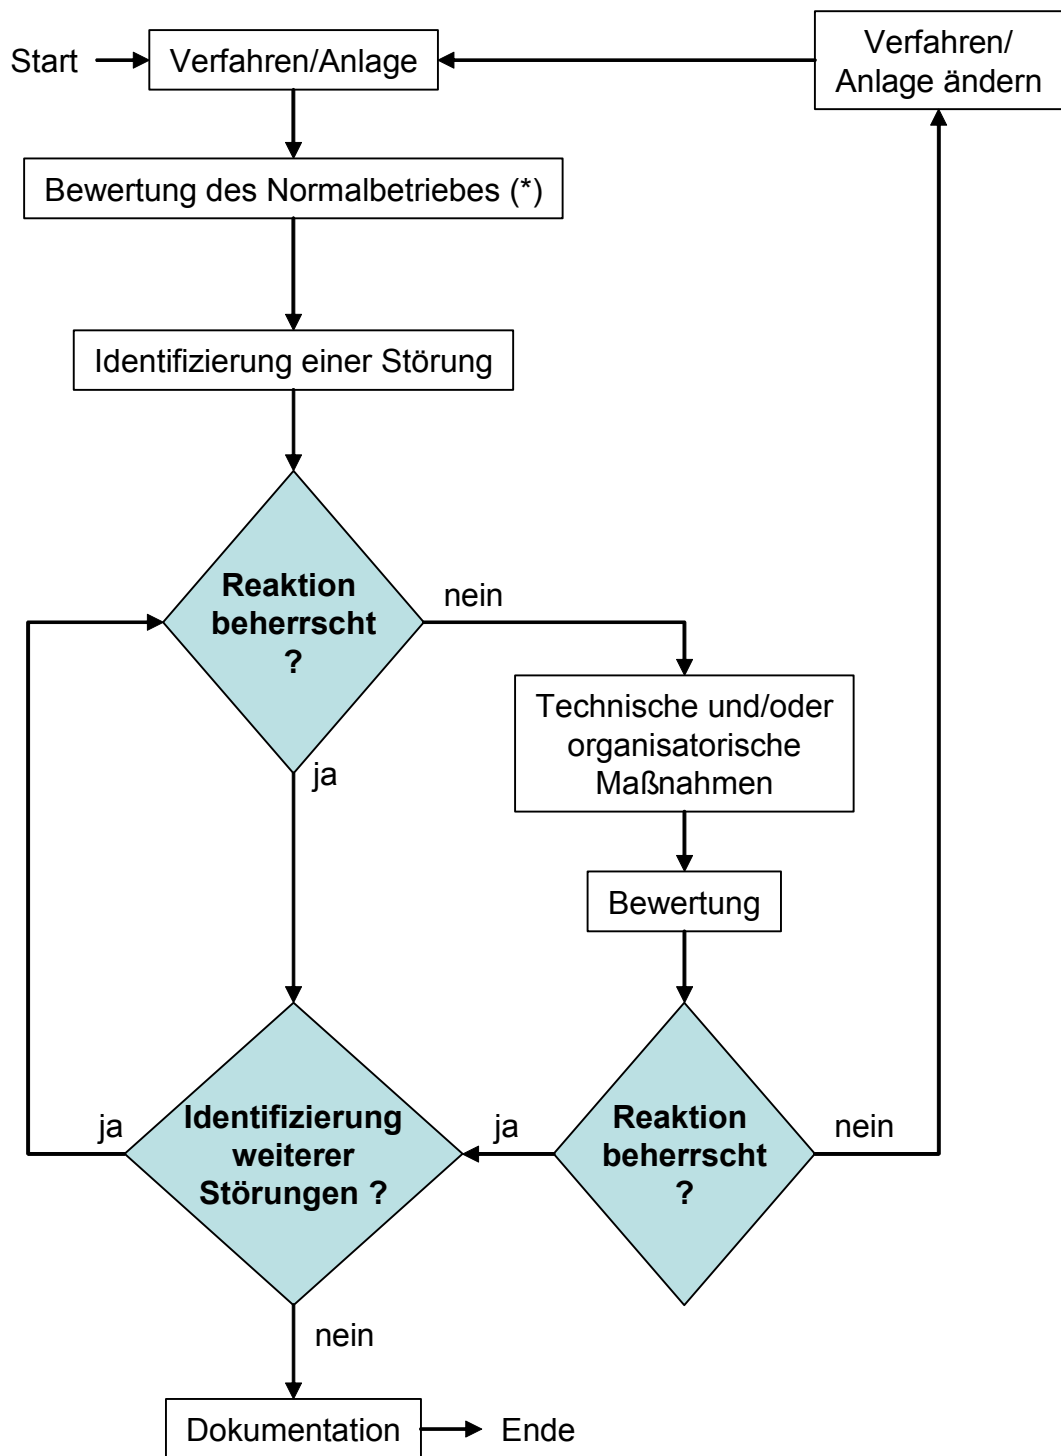 Start
Verfahren/Anlage
Verfahren/
Anlage ändern
Bewertung des Normalbetriebes (*)
Identifizierung einer Störung
Reaktion
beherrscht
?
nein
ja
Technische und/oder
organisatorische
Maßnahmen
Bewertung
ja
Identifizierung
weiterer
Störungen ?
ja
Reaktion
beherrscht
?
nein
nein
Dokumentation
Ende